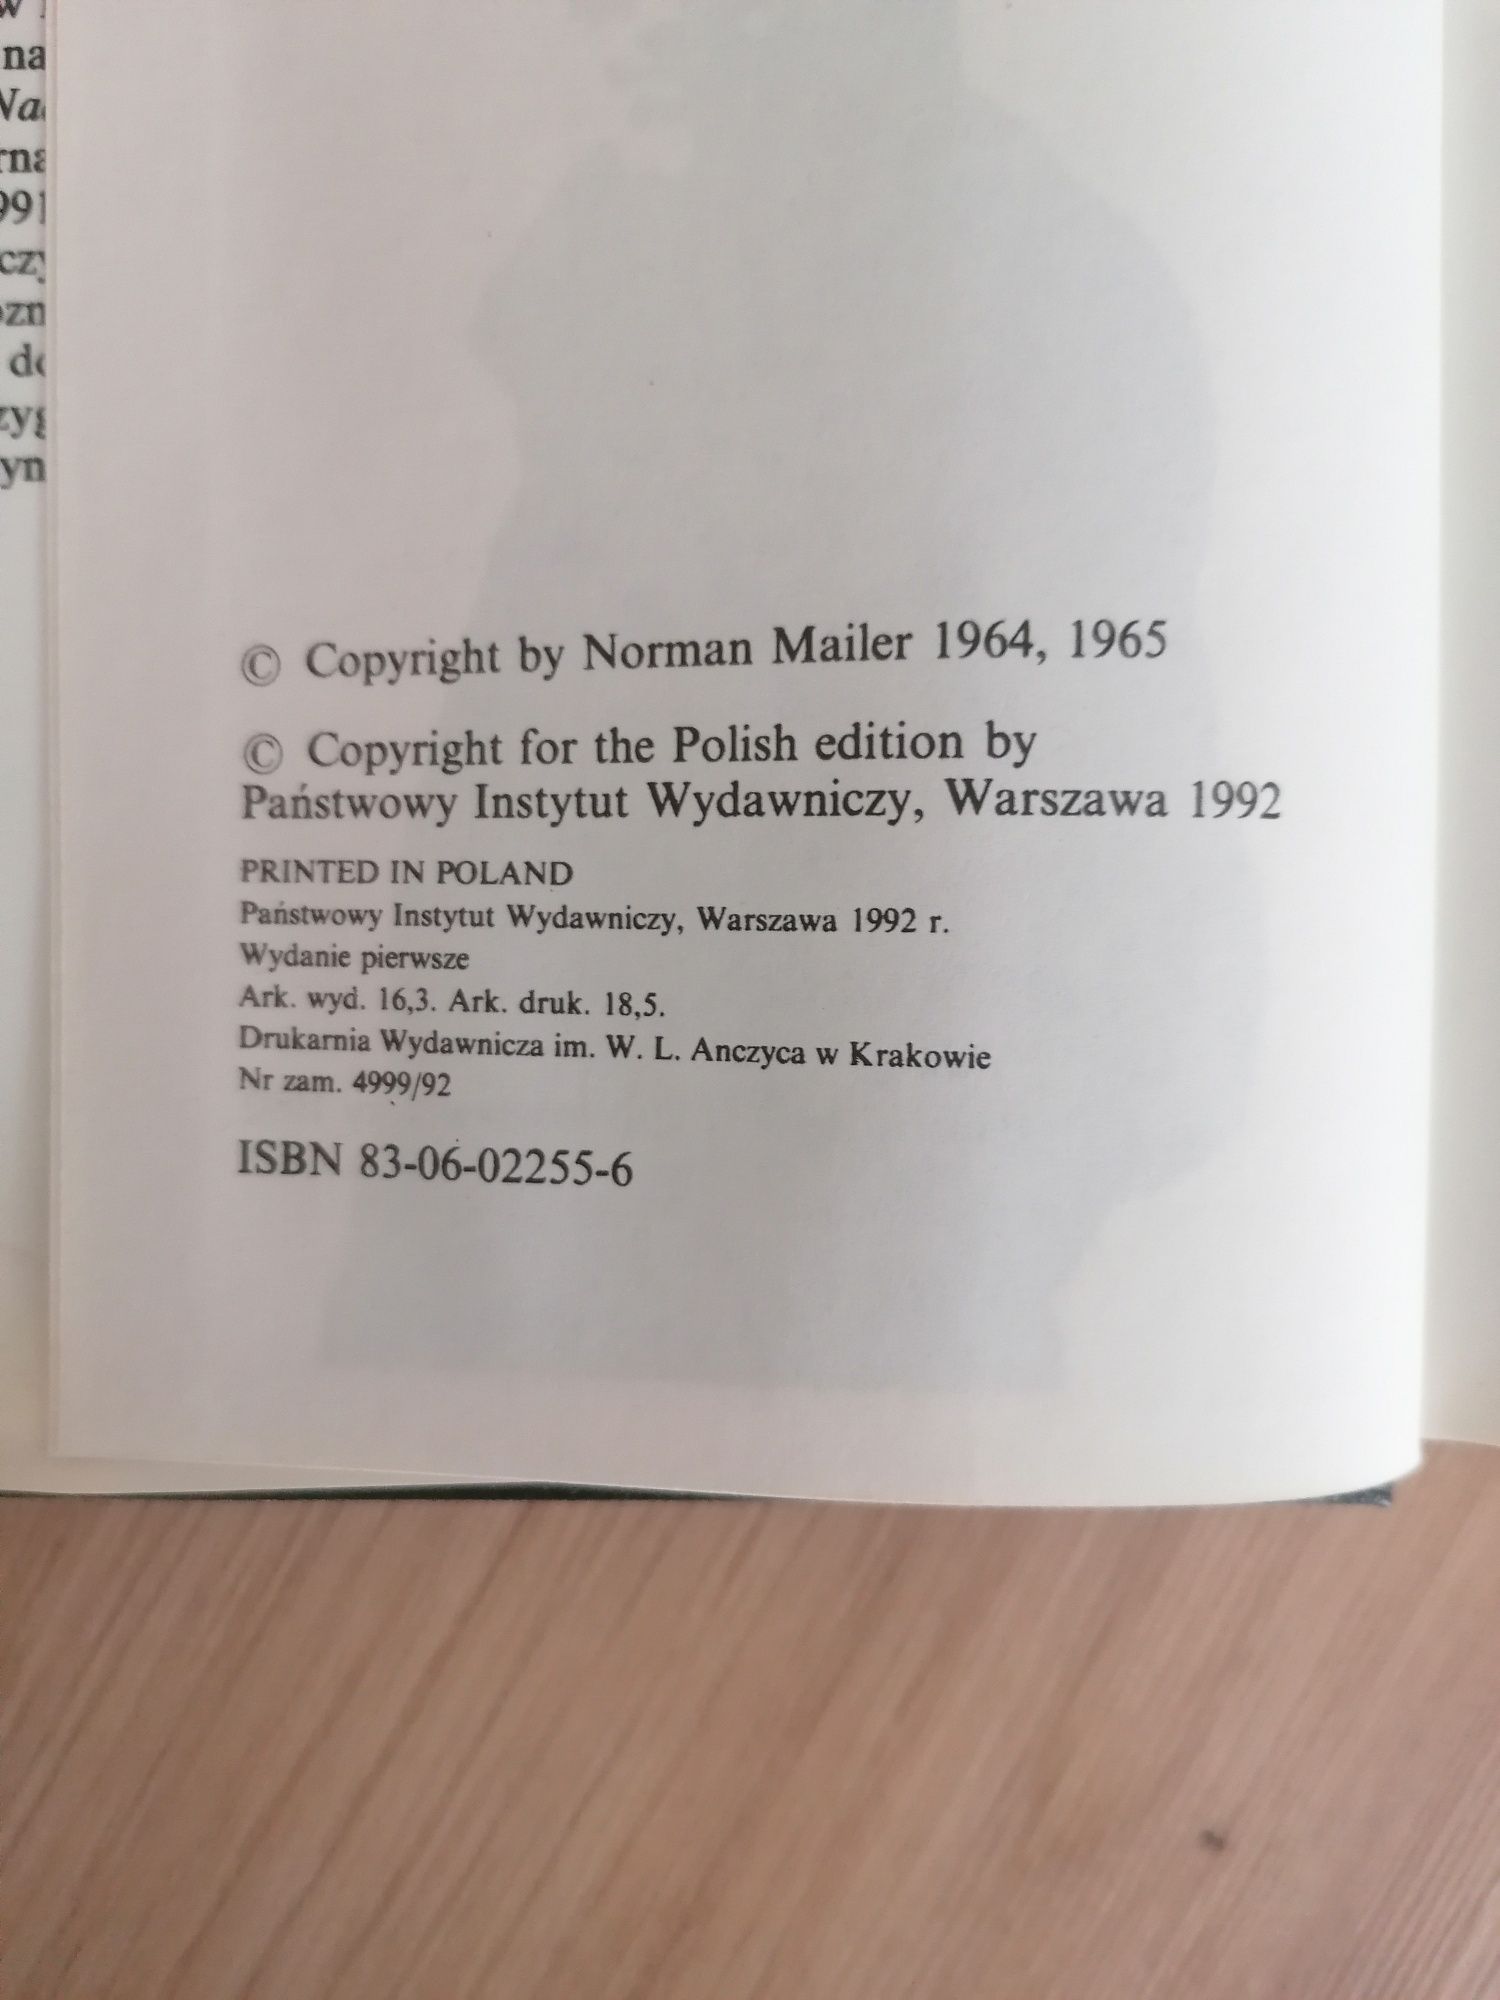 © Copyright by Norman Mailer 1964, 1965
© Copyright for the Polish edition by
Państwowy Instytut Wydawniczy, Warszawa 1992
PRINTED IN POLAND
Państwowy Instytut Wydawniczy, Warszawa 1992 r.
Wydanie pierwsze
Ark. wyd. 16,3. Ark. druk. 18,5.
Drukarnia Wydawnicza im. W. L. Anczyca w Krakowie
Nr zam. 4999/92
ISBN 83-06-02255-6